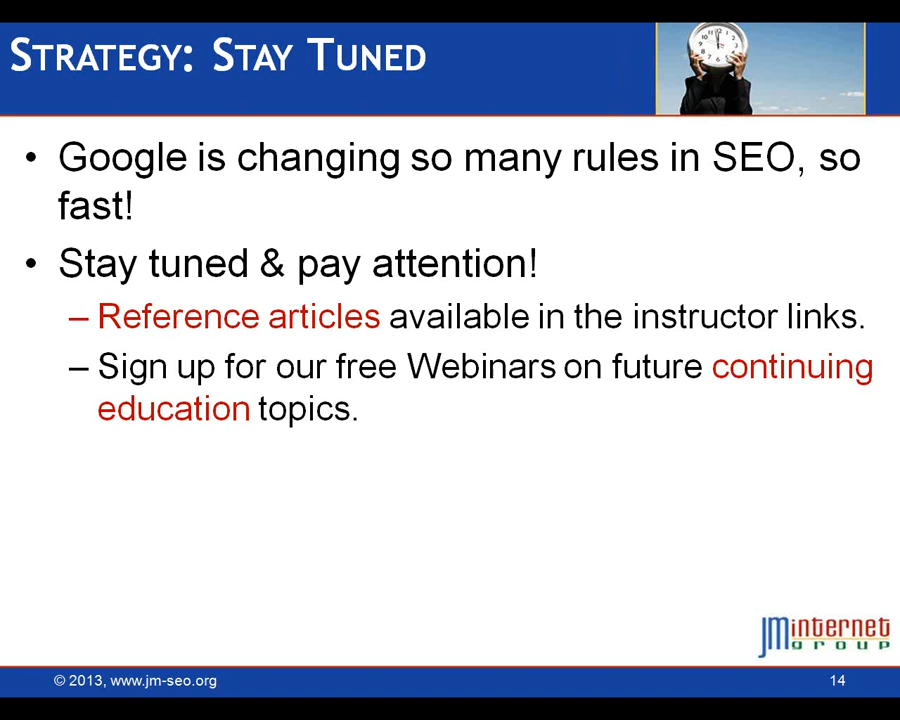 STRATEGY: STAY TUNED
• Google is changing so many rules in SEO, so
fast!
• Stay tuned & pay attention!
– Reference articles available in the instructor links.
– Sign up for our free Webinars on future continuing
education topics.
JMinternet
group
© 2013, www.jm-seo.org
14